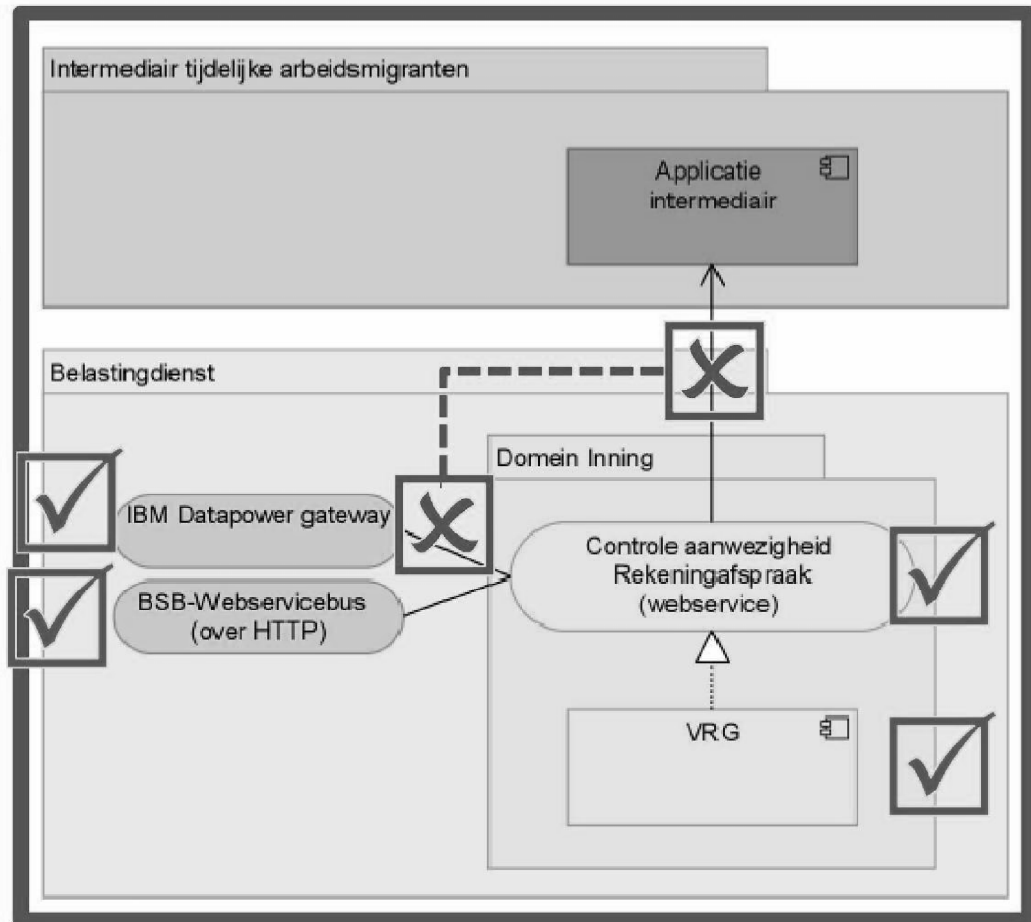 Intermediair tijdelijke arbeidsmigranten
Applicatie
intermediair
Belastingdienst
Domein Inning
IBM Datapower gateway
Controle aanwezigheid
Rekeningafspraak
(webservice)
BSB-Webservicebus
(over HTTP)
VRG